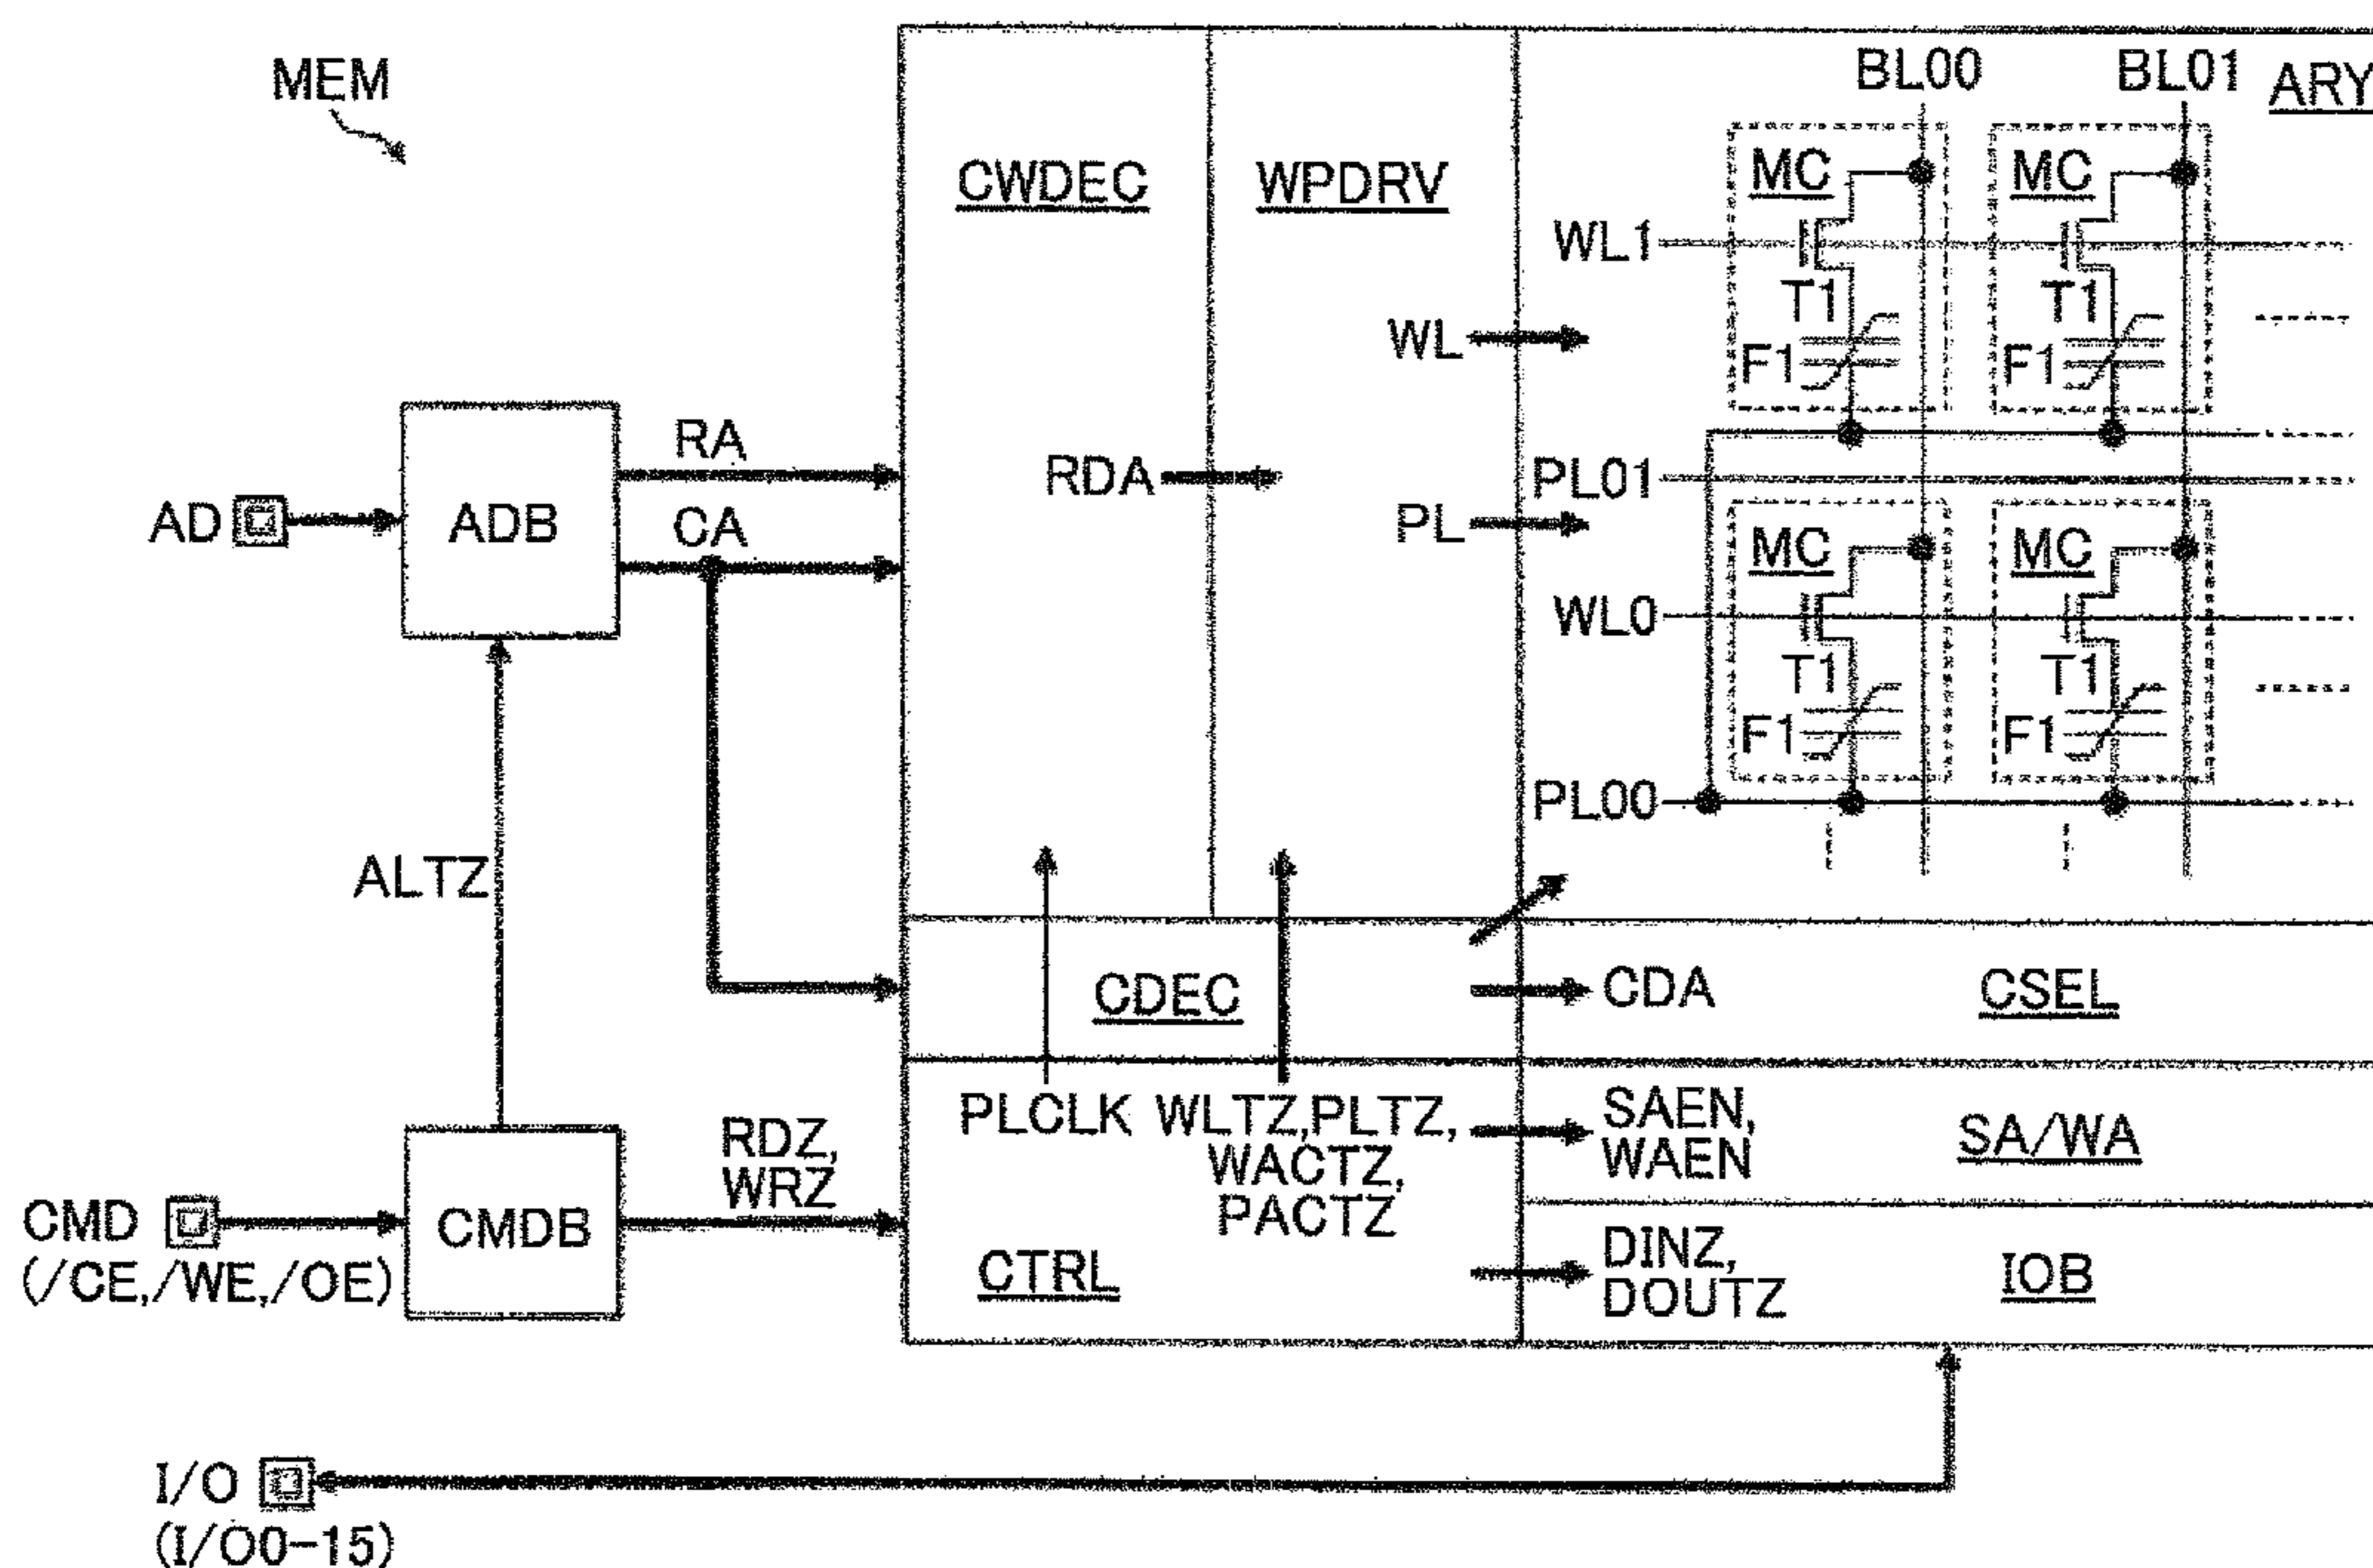 MEM
BL00 BL01 ARY
CWDEC WPDRV
MC MC
WL1
T1 T1
WL
F1 F1
RA
RDA
PL01
AD ADB
CA
PL
MC MC
WL0
T1 T1
F1 F1
PL00
ALTZ
CDEC
CDA CSEL
PLCLK WLTZ,PLTZ,
WACTZ,
PACTZ
SAEN,
WAEN
SA/WA
RDZ,
WRZ
CMD CMDB
(/CE,/WE,/OE)
CTRL
DINZ,
DOUTZ
IOB
I/O
(I/O0-15)